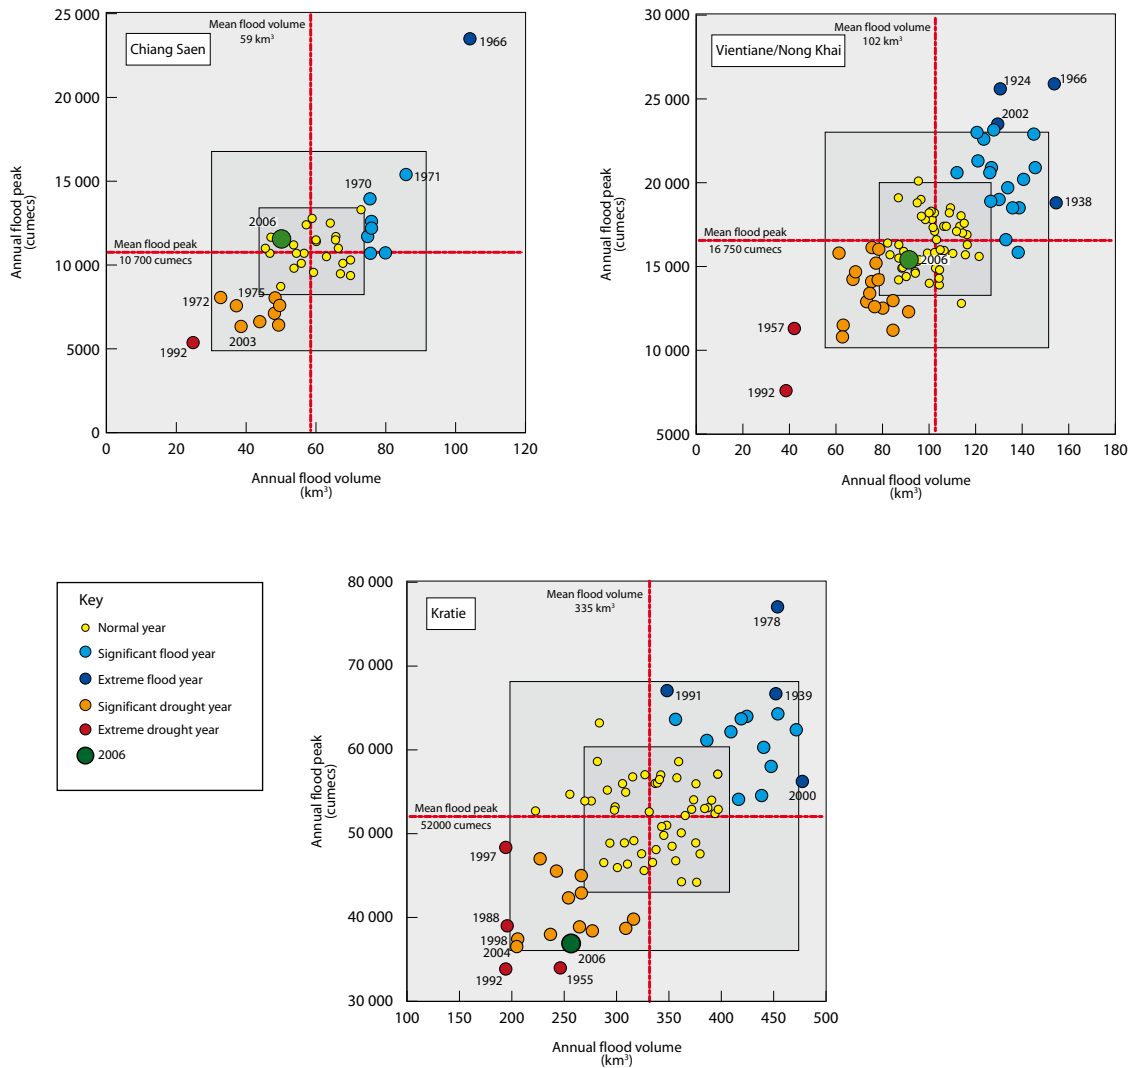 Chiang Saen
Mean flood volume
59 km³
25 000
20 000
15 000
10 000
5000
0
Annual flood peak
(cumecs)
Mean flood peak
10 700 cumecs
1966
1971
1970
2006
1975
1972
2003
1992
0
20
40
60
80
100
120
Annual flood volume
(km³)
Vientiane/Nong Khai
Mean flood volume
102 km³
30 000
25 000
20 000
15 000
10 000
5000
Annual flood peak
(cumecs)
Mean flood peak
16 750 cumecs
1924
1966
2002
1938
2006
1957
1992
0
20
40
60
80
100
120
140
160
180
Annual flood volume
(km³)
Key
Normal year
Significant flood year
Extreme flood year
Significant drought year
Extreme drought year
2006
Kratie
Mean flood volume
335 km³
80 000
70 000
60 000
50 000
40 000
30 000
Annual flood peak
(cumecs)
Mean flood peak
52000 cumecs
1978
1991
1939
2000
1997
1988
1998
2004
1992
2006
1955
100
150
200
250
300
350
400
450
500
Annual flood volume
(km³)